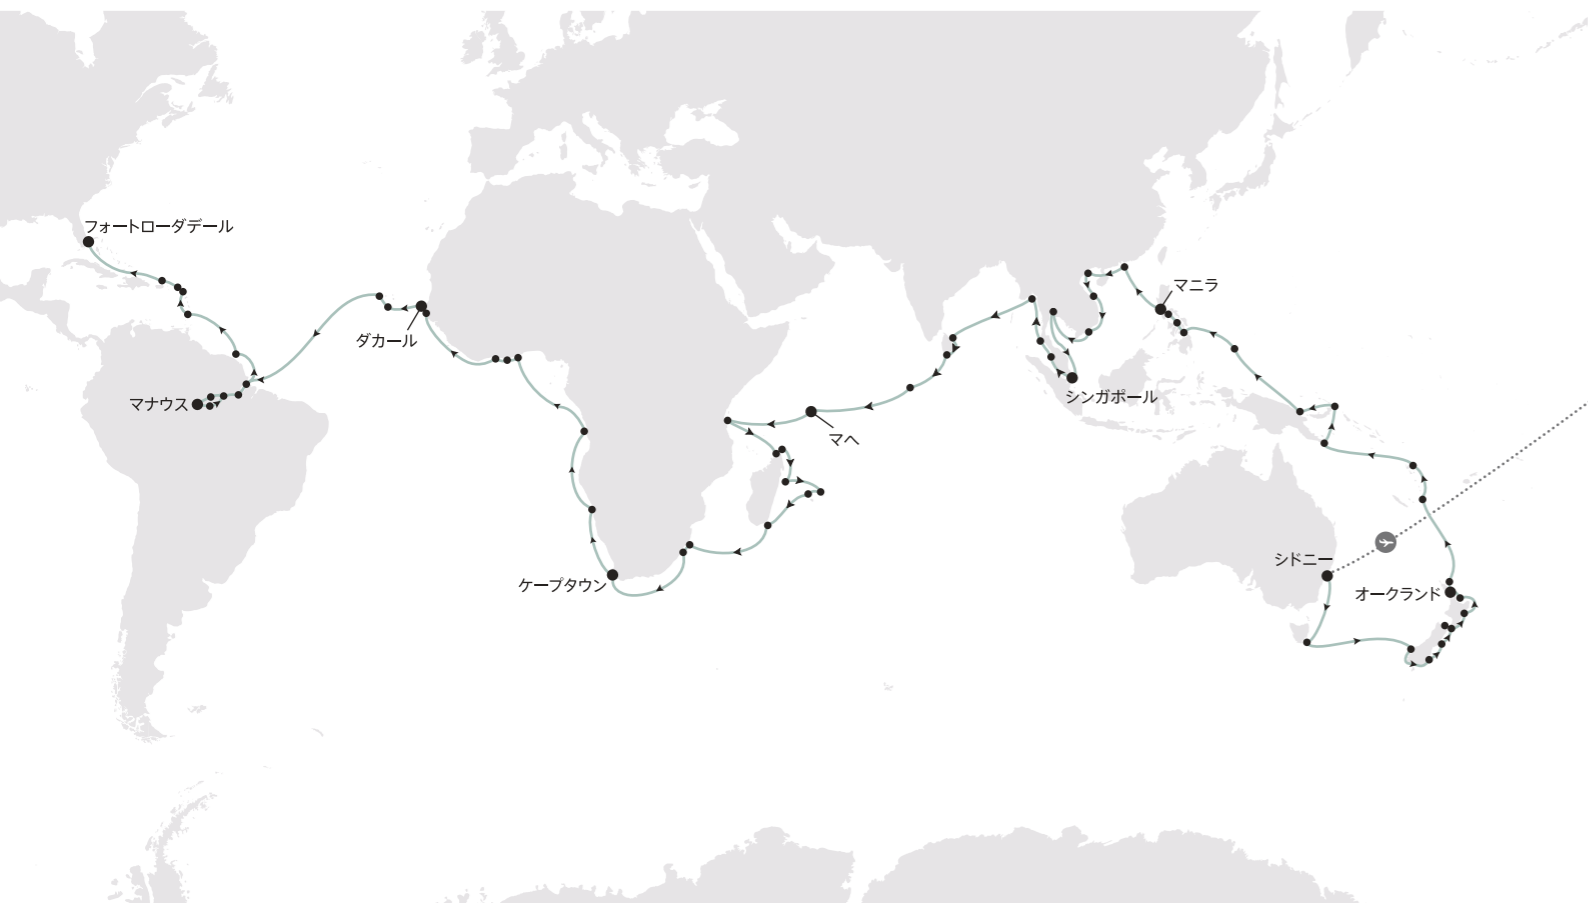 フォートローダデール
マニラ
ダカール
マナウス
シンガポール
マヘ
シドニー
ケープタウン
オークランド